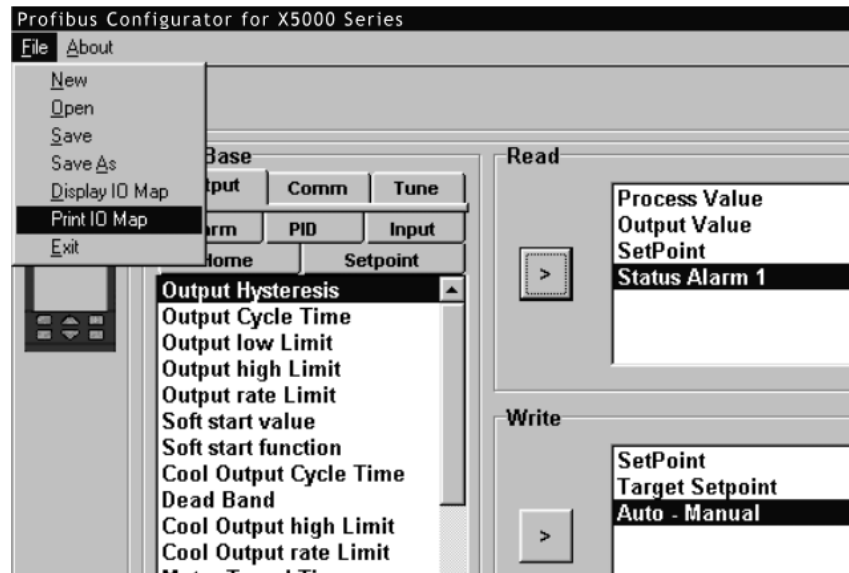 Profibus Configurator for X5000 Series
File About
New
Open
Save
Save As
Display IO Map
Print IO Map
Exit
Base
Comm Tune
PID Input
Home Setpoint
Output Hysteresis
Output Cycle Time
Output low Limit
Output high Limit
Output rate Limit
Soft start value
Soft start function
Cool Output Cycle Time
Dead Band
Cool Output high Limit
Cool Output rate Limit
Read
>
Process Value
Output Value
SetPoint
Status Alarm 1
Write
>
SetPoint
Target Setpoint
Auto - Manual